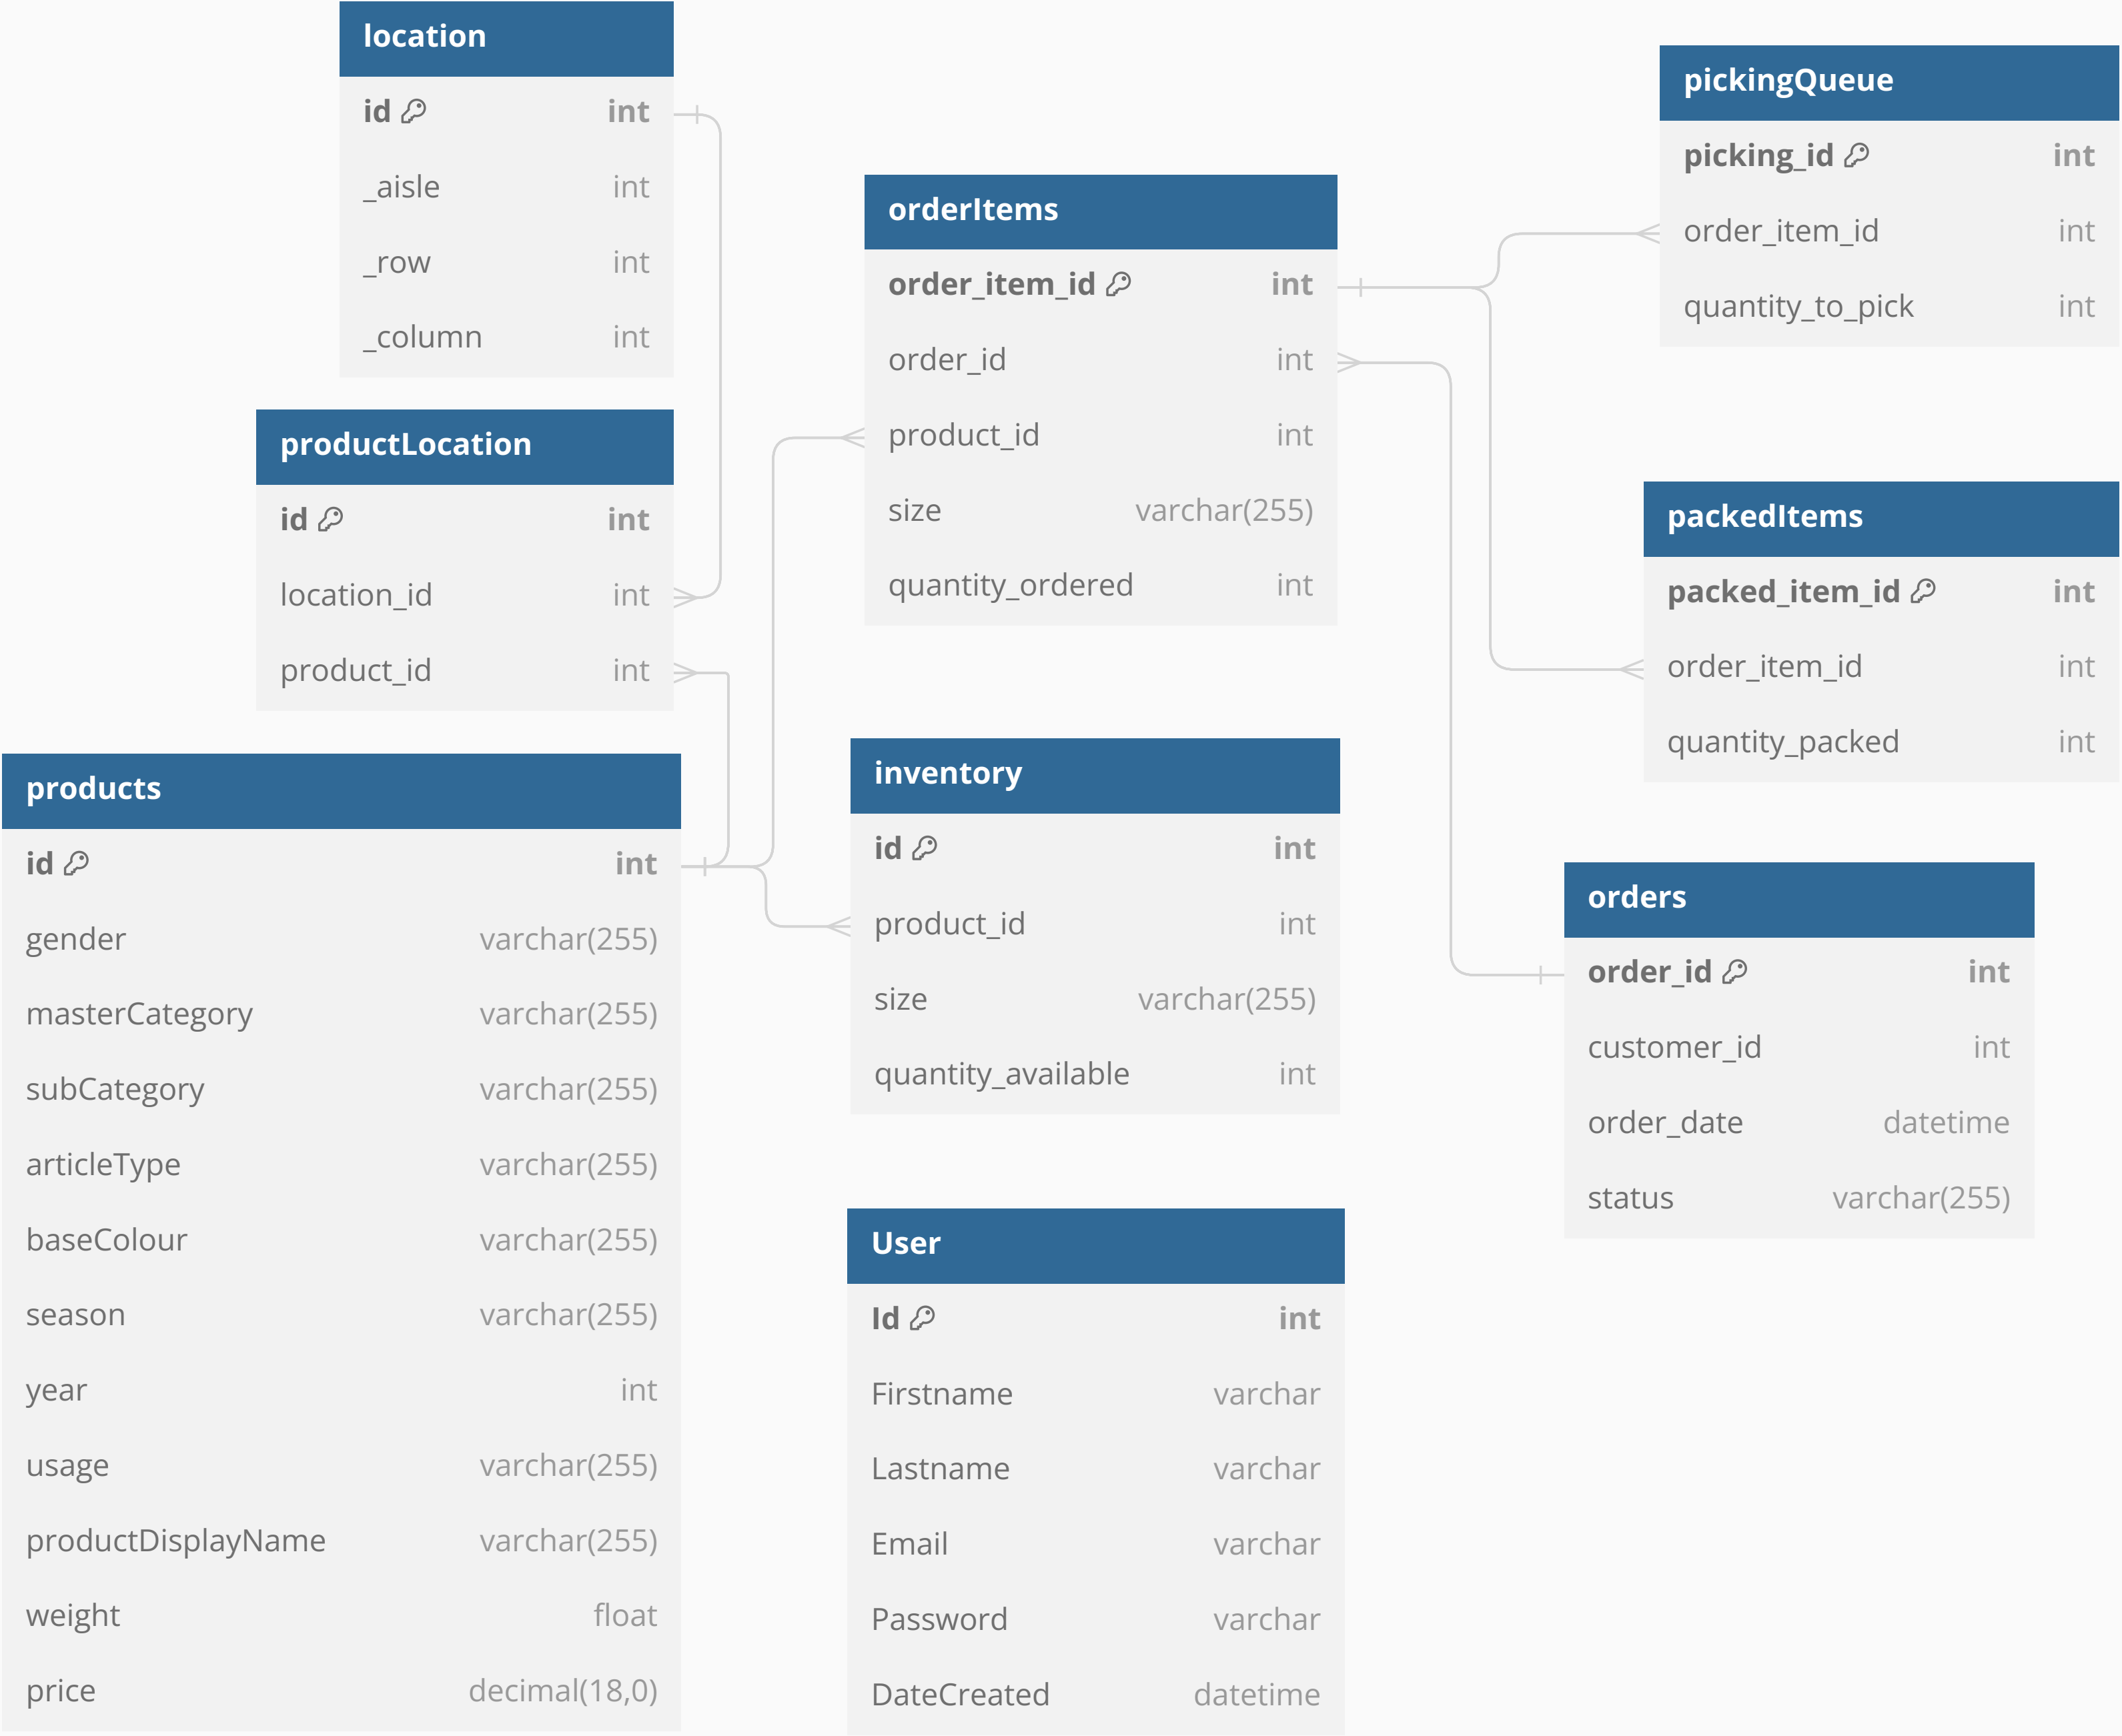 location
id int
_aisle int
_row int
_column int
productLocation
id int
location_id int
product_id int
products
id int
gender varchar(255)
masterCategory varchar(255)
subCategory varchar(255)
articleType varchar(255)
baseColour varchar(255)
season varchar(255)
year int
usage varchar(255)
productDisplayName varchar(255)
weight float
price decimal(18,0)
orderItems
order_item_id int
order_id int
product_id int
size varchar(255)
quantity_ordered int
inventory
id int
product_id int
size varchar(255)
quantity_available int
User
Id int
Firstname varchar
Lastname varchar
Email varchar
Password varchar
DateCreated datetime
pickingQueue
picking_id int
order_item_id int
quantity_to_pick int
packedItems
packed_item_id int
order_item_id int
quantity_packed int
orders
order_id int
customer_id int
order_date datetime
status varchar(255)